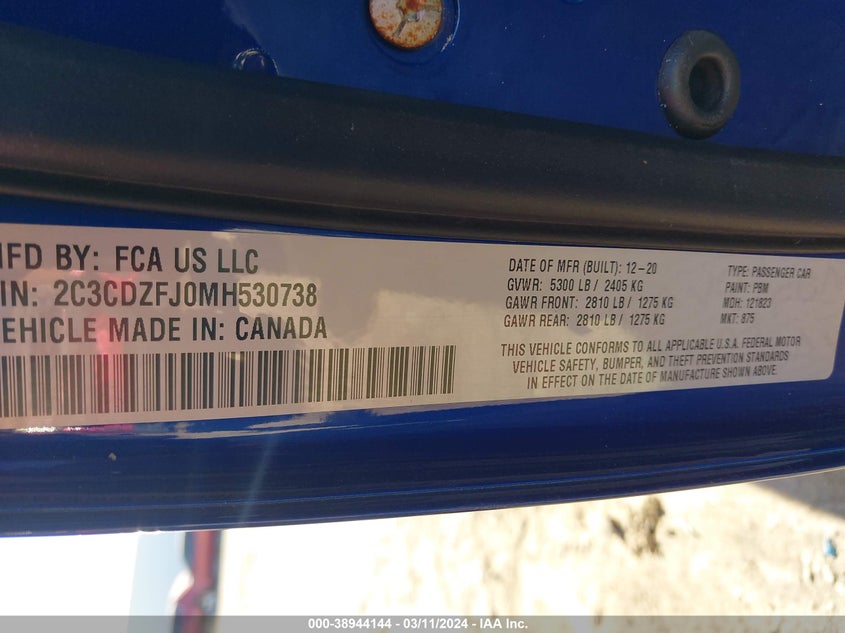 MFD BY: FCA US LLC
IN: 2C3CDZFJ0MH530738
EHICLE MADE IN: CANADA
DATE OF MFR (BUILT): 12-20
GVWR: 5300 LB / 2405 KG
GAWR FRONT: 2810 LB / 1275 KG
GAWR REAR: 2810 LB / 1275 KG
TYPE: PASSENGER CAR
PAINT: PBM
MDH: 121823
MKT: 875
THIS VEHICLE CONFORMS TO ALL APPLICABLE U.S.A. FEDERAL MOTOR
VEHICLE SAFETY, BUMPER, AND THEFT PREVENTION STANDARDS
IN EFFECT ON THE DATE OF MANUFACTURE SHOWN ABOVE.
000-38944144 - 03/11/2024 - IAA Inc.